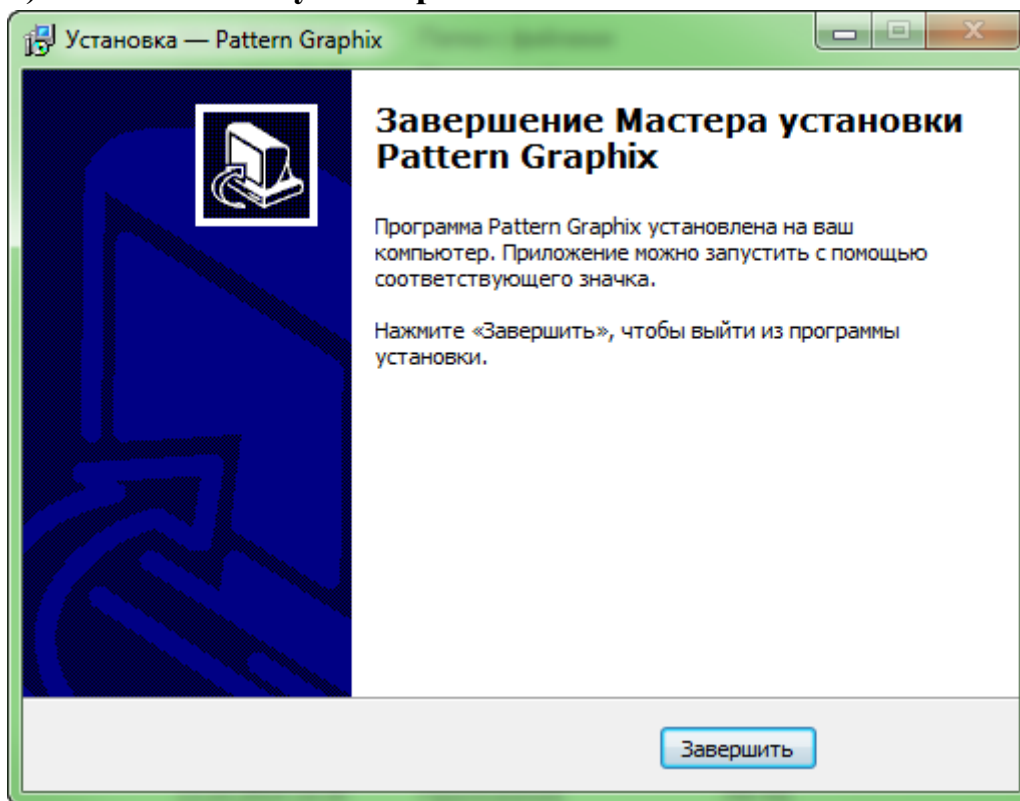 Установка — Pattern Graphix
Завершение Мастера установки
Pattern Graphix
Программа Pattern Graphix установлена на ваш
компьютер. Приложение можно запустить с помощью
соответствующего значка.
Нажмите «Завершить», чтобы выйти из программы
установки.
Завершить